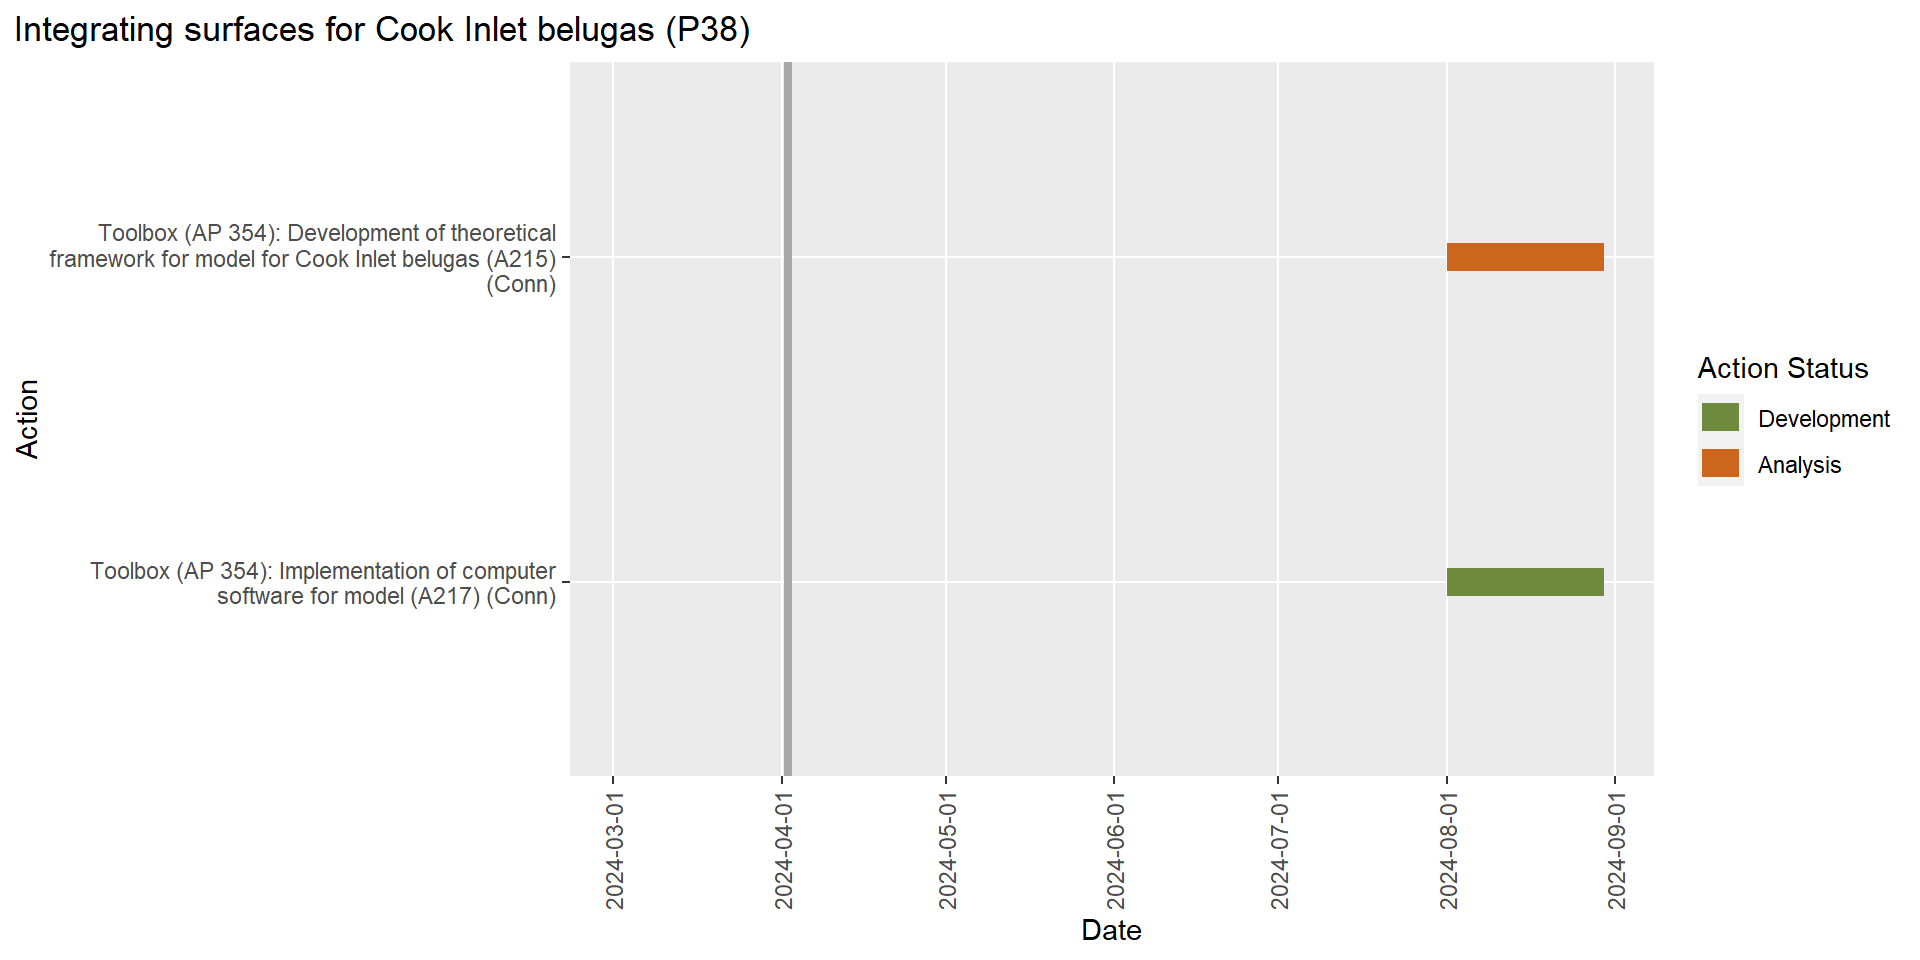 Integrating surfaces for Cook Inlet belugas (P38)
Toolbox (AP 354): Development of theoretical
framework for model for Cook Inlet belugas (A215)
(Conn)
Action
Toolbox (AP 354): Implementation of computer
software for model (A217) (Conn)
Action Status
Development
Analysis
2024-03-01
2024-04-01
2024-05-01
2024-06-01
2024-07-01
2024-08-01
2024-09-01
Date